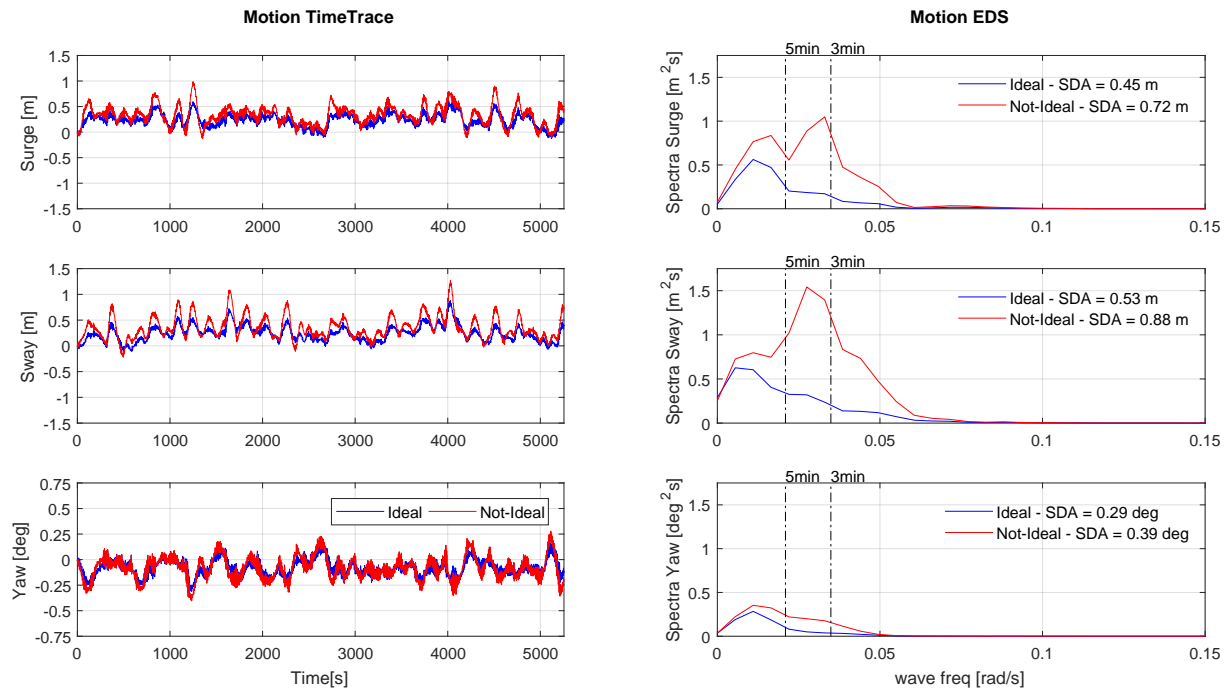 Motion TimeTrace
1.5
1
0.5
0
-0.5
-1
-1.5
Surge [m]
0 1000 2000 3000 4000 5000
1.5
1
0.5
0
-0.5
-1
-1.5
Sway [m]
0 1000 2000 3000 4000 5000
0.75
0.5
0.25
0
-0.25
-0.5
-0.75
Yaw [deg]
Ideal Not-Ideal
0 1000 2000 3000 4000 5000
Time[s]
Motion EDS
5min 3min
1.5
1
0.5
0
Spectra Surge [m²s]
Ideal - SDA = 0.45 m
Not-Ideal - SDA = 0.72 m
0 0.05 0.1 0.15
5min 3min
1.5
1
0.5
0
Spectra Sway [m²s]
Ideal - SDA = 0.53 m
Not-Ideal - SDA = 0.88 m
0 0.05 0.1 0.15
5min 3min
1.5
1
0.5
0
Spectra Yaw [deg²s]
Ideal - SDA = 0.29 deg
Not-Ideal - SDA = 0.39 deg
0 0.05 0.1 0.15
wave freq [rad/s]